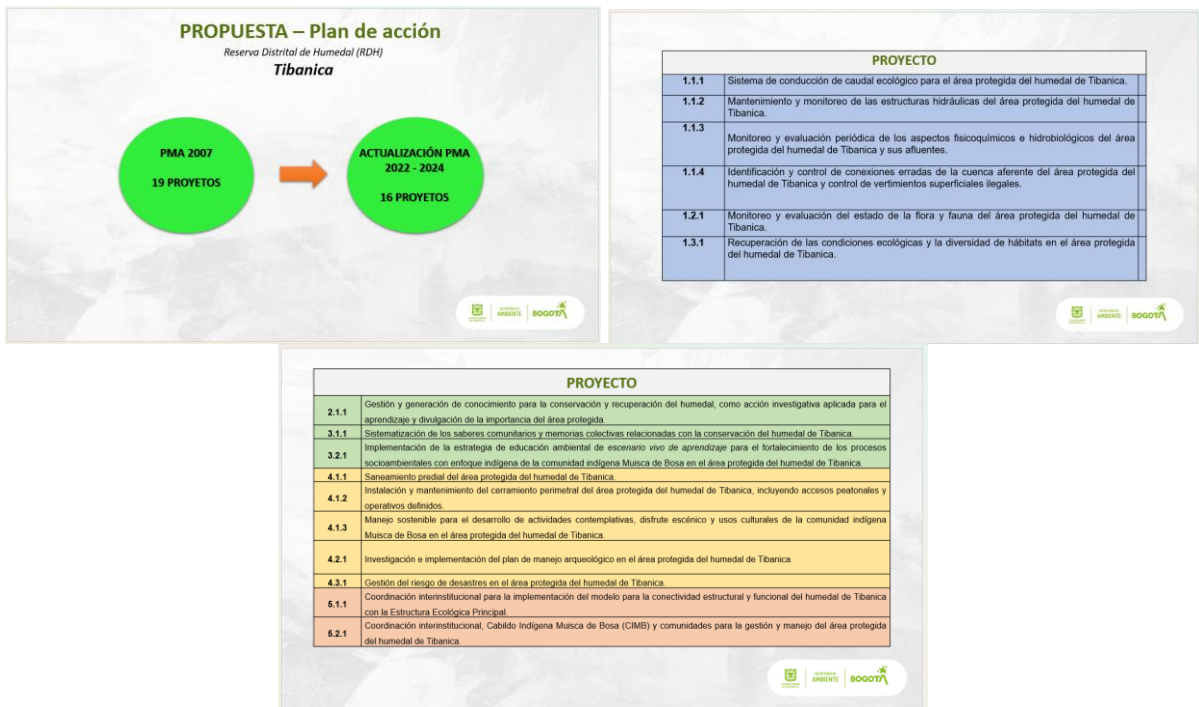 PROPUESTA – Plan de acción
Reserva Distrital de Humedal (RDH)
Tibanica
PMA 2007
19 PROYETOS
ACTUALIZACIÓN PMA
2022 - 2024
16 PROYETOS
AMBIENTE
BOGOTÁ
PROYECTO
1.1.1 Sistema de conducción de caudal ecológico para el área protegida del humedal de Tibanica.
1.1.2 Mantenimiento y monitoreo de las estructuras hidráulicas del área protegida del humedal de
Tibanica.
1.1.3
Monitoreo y evaluación periódica de los aspectos fisicoquímicos e hidrobiológicos del área
protegida del humedal de Tibanica y sus afluentes.
1.1.4 Identificación y control de conexiones erradas de la cuenca aferente del área protegida del
humedal de Tibanica y control de vertimientos superficiales ilegales.
1.2.1 Monitoreo y evaluación del estado de la flora y fauna del área protegida del humedal de
Tibanica.
1.3.1 Recuperación de las condiciones ecológicas y la diversidad de hábitats en el área protegida
del humedal de Tibanica.
AMBIENTE
BOGOTÁ
PROYECTO
2.1.1 Gestión y generación de conocimiento para la conservación y recuperación del humedal, como acción investigativa aplicada para el
aprendizaje y divulgación de la importancia del área protegida.
3.1.1 Sistematización de los saberes comunitarios y memorias colectivas relacionadas con la conservación del humedal de Tibanica.
3.2.1 Implementación de la estrategia de educación ambiental de escenario vivo de aprendizaje para el fortalecimiento de los procesos
socioambientales con enfoque indígena de la comunidad indígena Muisca de Bosa en el área protegida del humedal de Tibanica.
4.1.1 Saneamiento predial del área protegida del humedal de Tibanica.
4.1.2 Instalación y mantenimiento del cerramiento perimetral del área protegida del humedal de Tibanica, incluyendo accesos peatonales y
operativos definidos.
4.1.3 Manejo sostenible para el desarrollo de actividades contemplativas, disfrute escénico y usos culturales de la comunidad indígena
Muisca de Bosa en el área protegida del humedal de Tibanica.
4.2.1 Investigación e implementación del plan de manejo arqueológico en el área protegida del humedal de Tibanica.
4.3.1 Gestión del riesgo de desastres en el área protegida del humedal de Tibanica.
5.1.1 Coordinación interinstitucional para la implementación del modelo para la conectividad estructural y funcional del humedal de Tibanica
con la Estructura Ecológica Principal.
5.2.1 Coordinación interinstitucional, Cabildo Indígena Muisca de Bosa (CIMB) y comunidades para la gestión y manejo del área protegida
del humedal de Tibanica.
AMBIENTE
BOGOTÁ